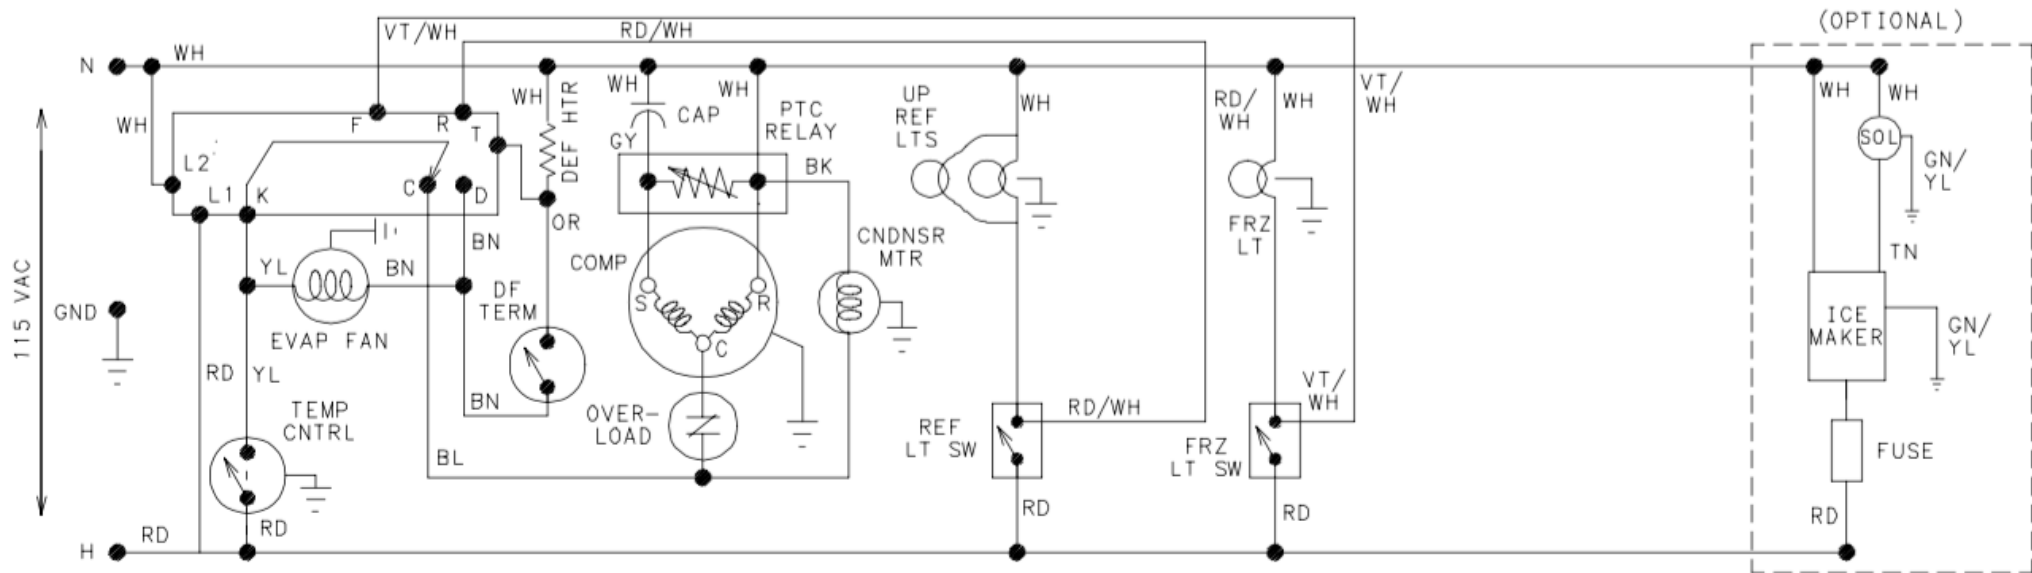 (OPTIONAL)
VT/WH
RD/WH
N
WH
WH
WH
WH
WH
WH
WH
WH
VT/
WH
RD/
WH
UP
REF
LTS
PTC
RELAY
CAP
GY
DEF HTR
WH
F
R
T
L2
L1
K
C
D
OR
BK
SOL
GN/
YL
BN
FRZ
LT
CNDNSR
MTR
COMP
YL
BN
DF
TERM
S
R
C
TN
115 VAC
GND
EVAP FAN
ICE
MAKER
GN/
YL
RD
YL
TEMP
CNTRL
BN
OVER-
LOAD
RD/WH
VT/
WH
REF
LT SW
FRZ
LT SW
FUSE
BL
RD
RD
RD
RD
RD
H